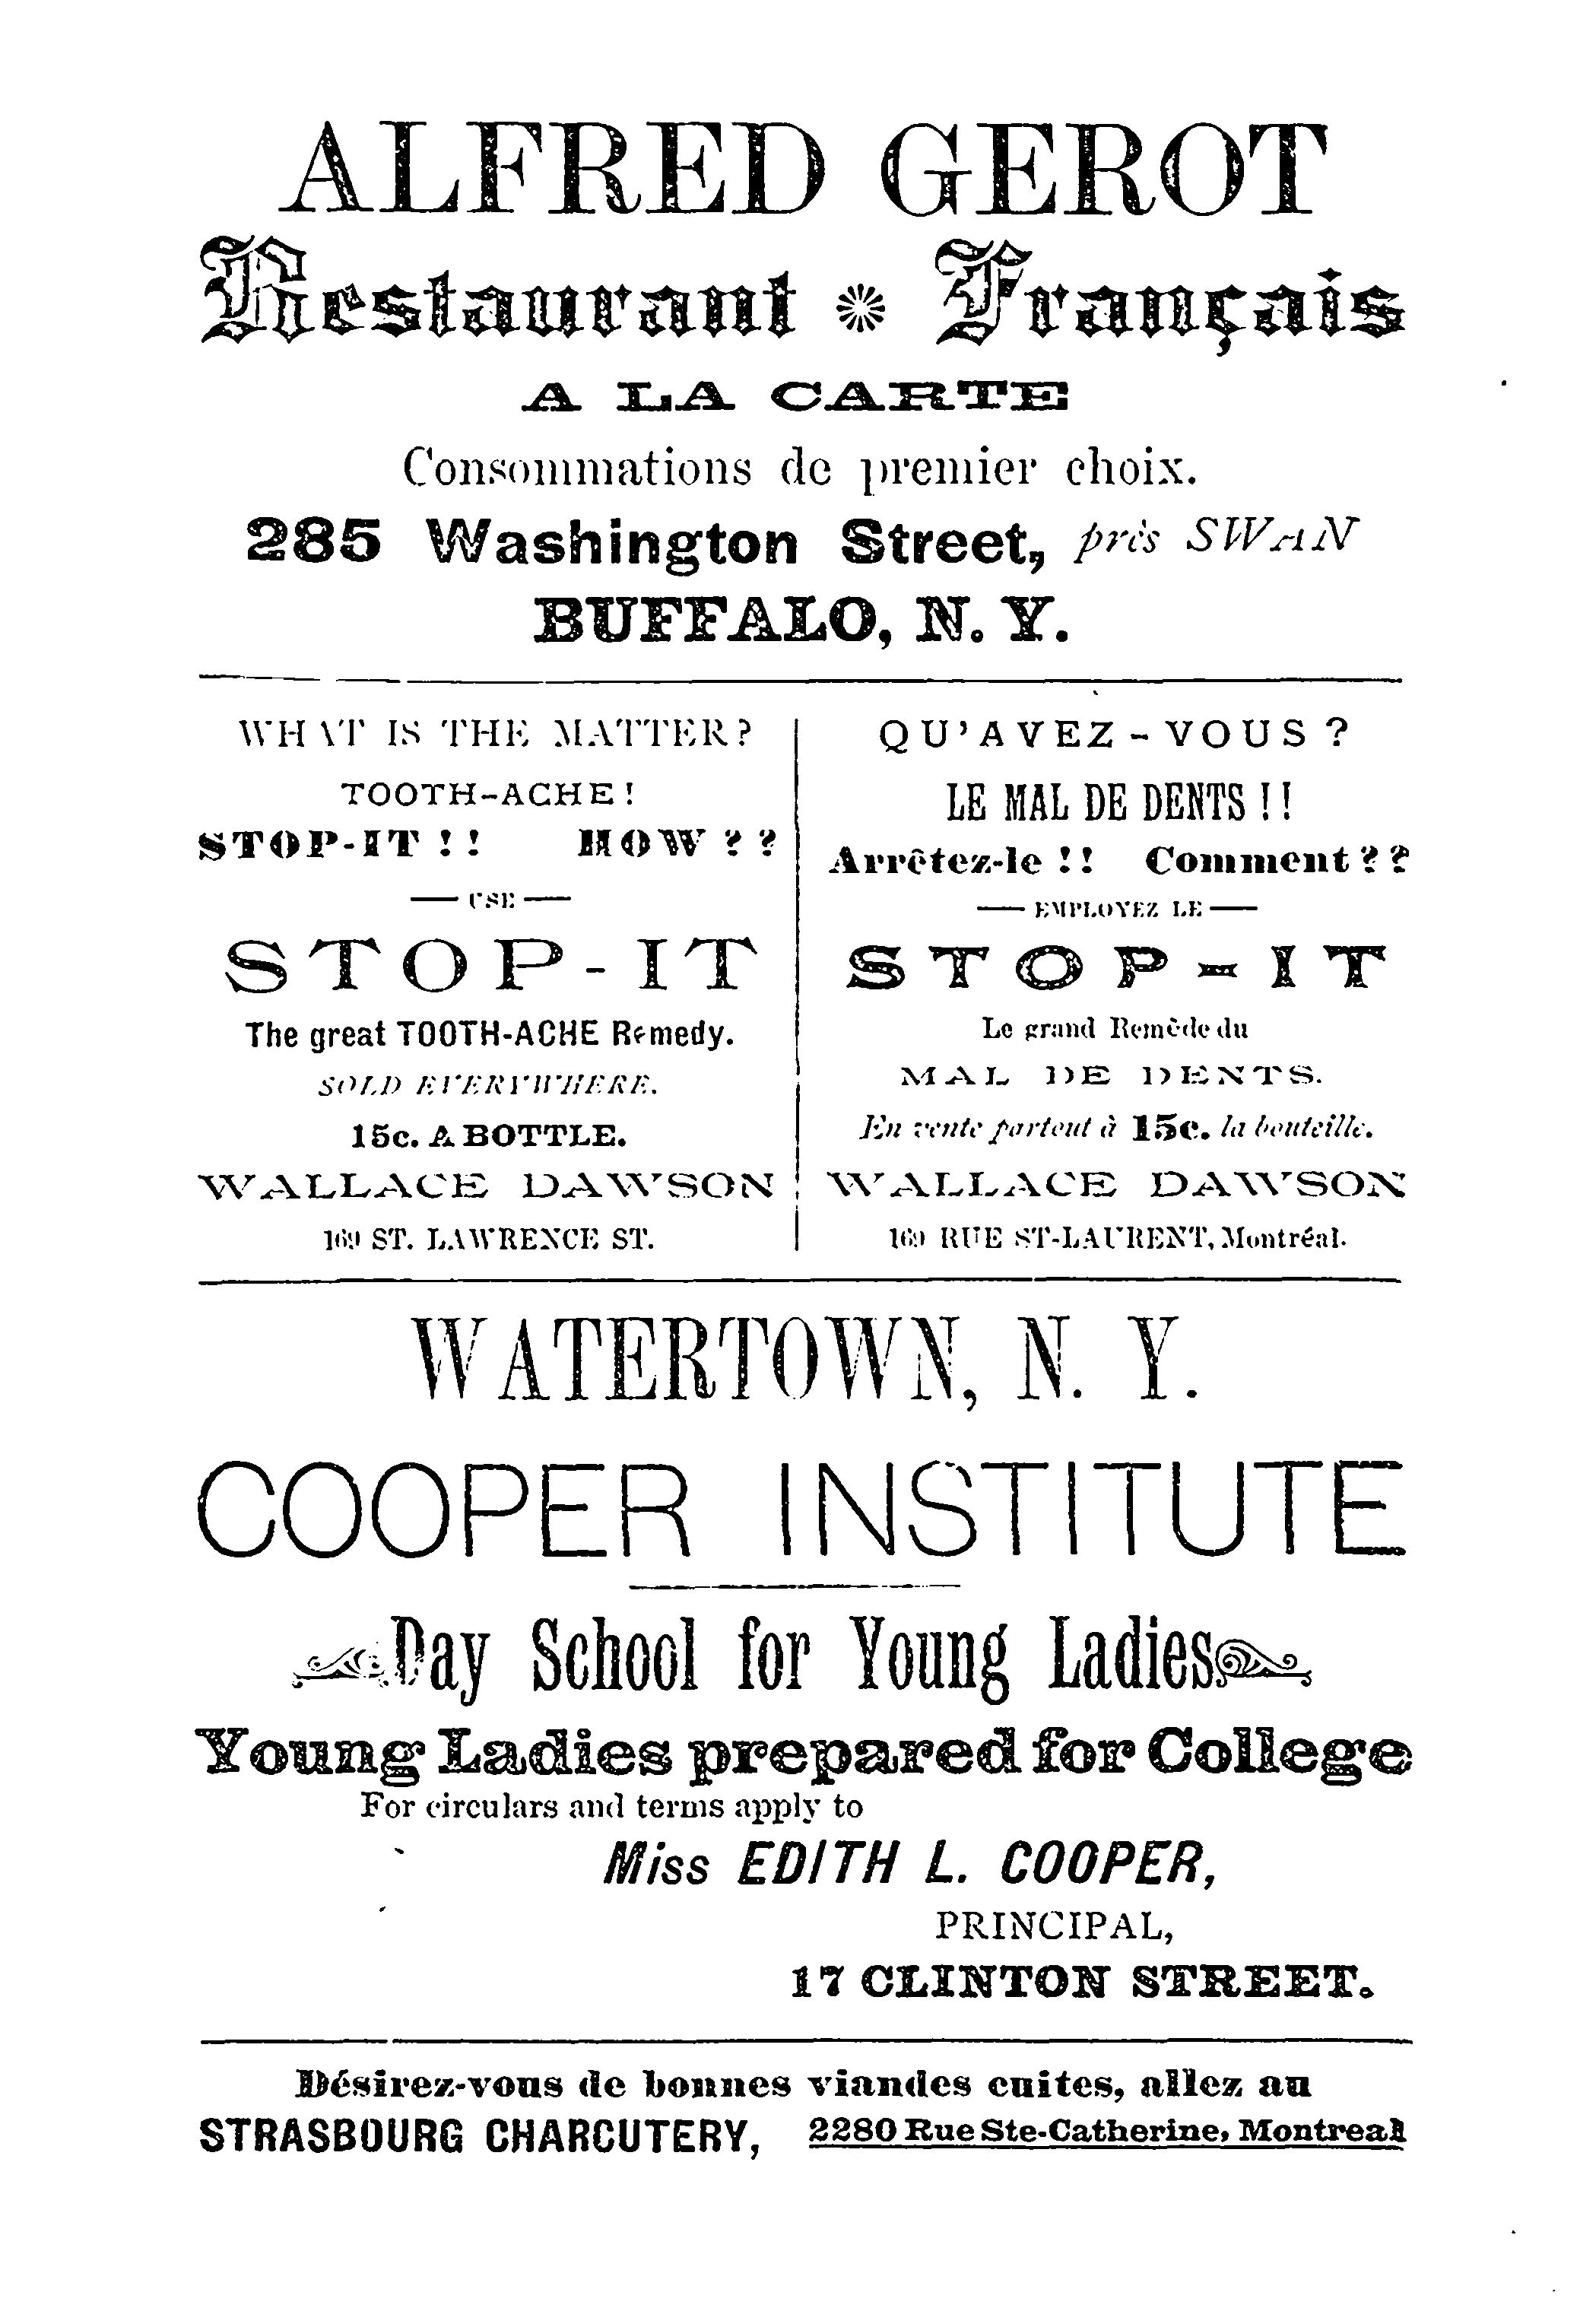 ALFRED GEROT
Restaurant Français
A LA CARTE
Consommations de premier choix.
285 Washington Street, près SWAN
BUFFALO, N. Y.
WHAT IS THE MATTER?
TOOTH-ACHE!
STOP-IT !! HOW ??
— USE —
STOP-IT
The great TOOTH-ACHE Remedy.
SOLD EVERYWHERE.
15c. A BOTTLE.
WALLACE DAWSON
169 ST. LAWRENCE ST.
QU'AVEZ-VOUS ?
LE MAL DE DENTS !!
Arrêtez-le !! Comment ??
— EMPLOYEZ LE —
STOP-IT
Le grand Remède du
MAL DE DENTS.
En vente partout à 15c. la bouteille.
WALLACE DAWSON
169 RUE ST-LAURENT, Montréal.
WATERTOWN, N. Y.
COOPER INSTITUTE
Day School for Young Ladies
Young Ladies prepared for College
For circulars and terms apply to
Miss EDITH L. COOPER,
PRINCIPAL,
17 CLINTON STREET.
Désirez-vous de bonnes viandes cuites, allez au
STRASBOURG CHARCUTERY, 2280 Rue Ste-Catherine, Montreal